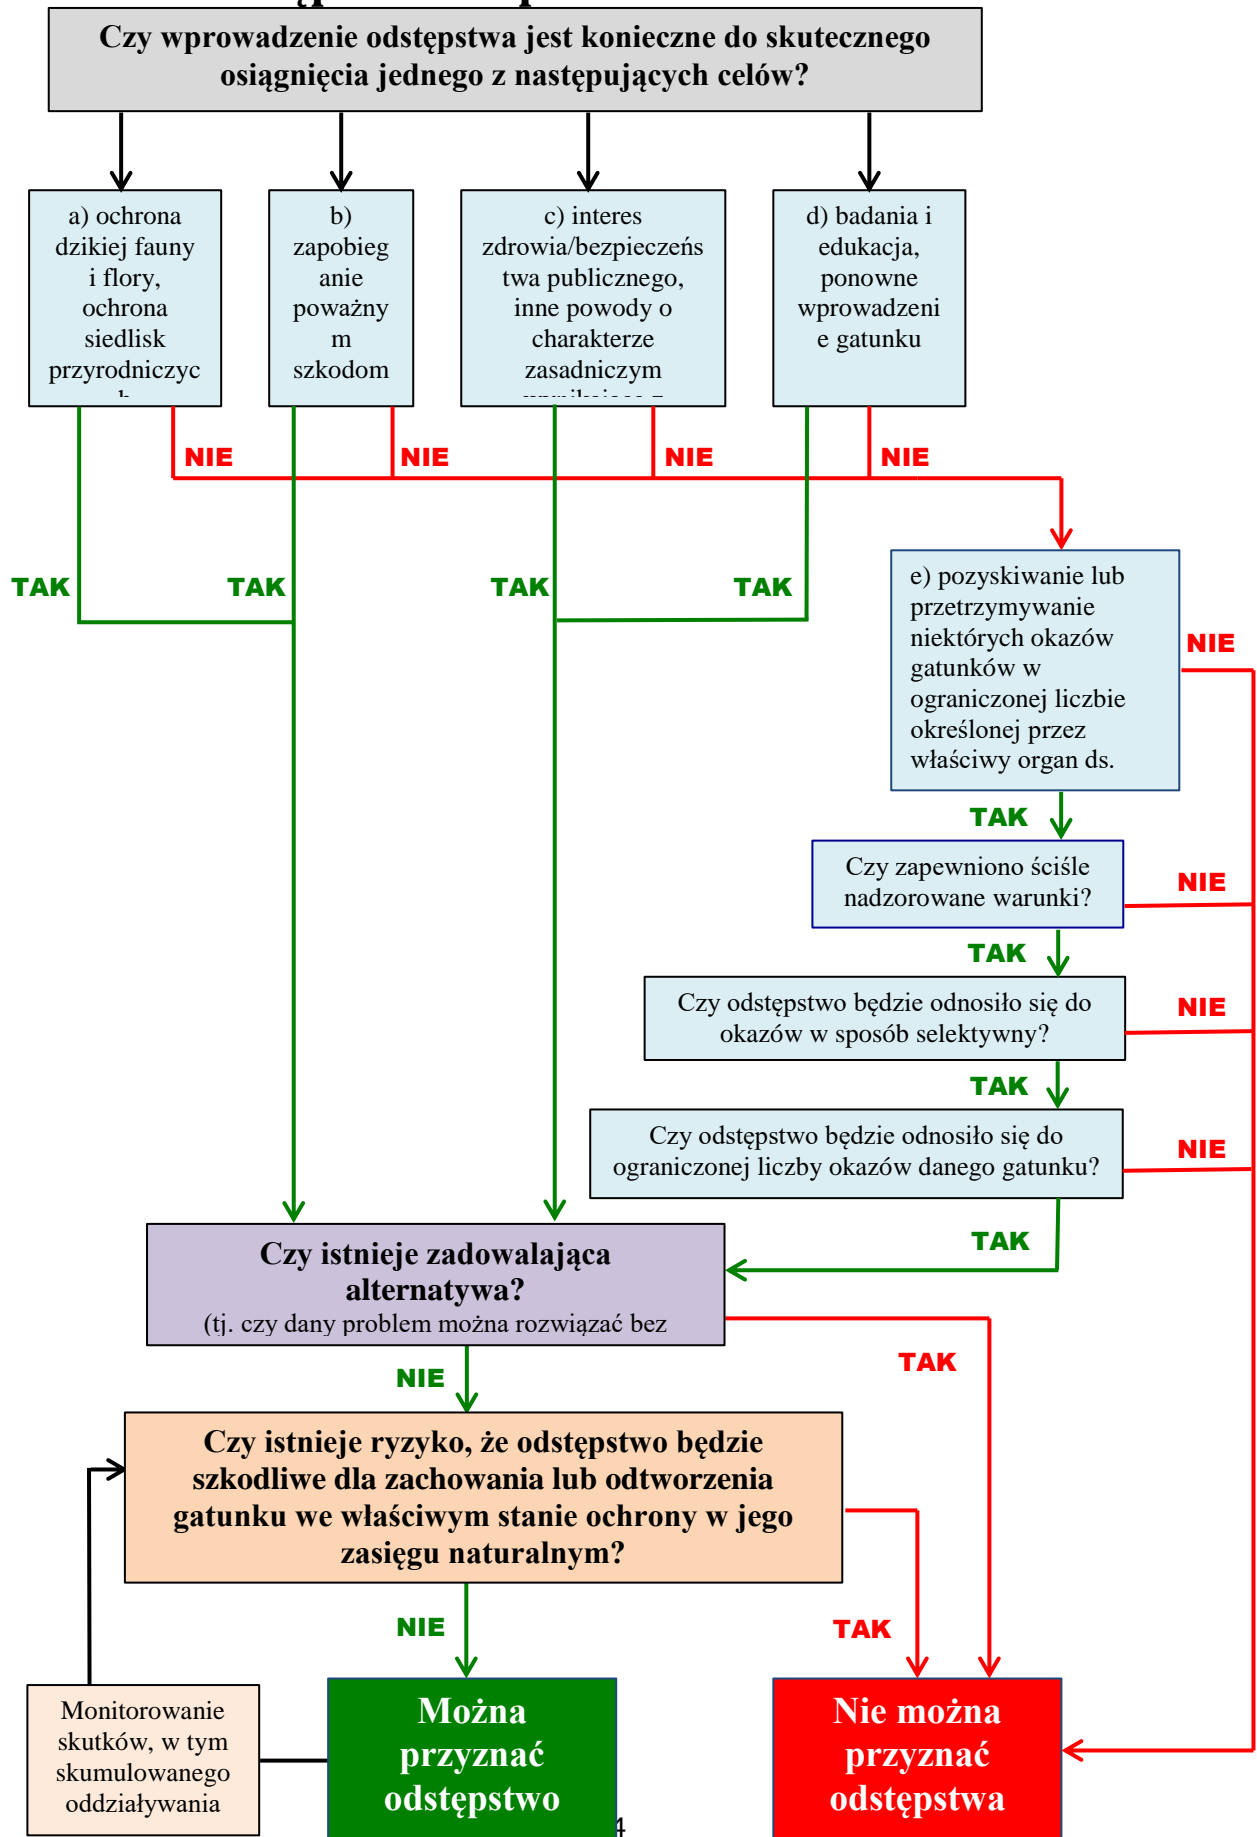 Czy wprowadzenie odstępstwa jest konieczne do skutecznego
osiągnięcia jednego z następujących celów?
a) ochrona
dzikiej fauny
i flory,
ochrona
siedlisk
przyrodniczyc
b)
zapobieg
anie
poważny
m
szkodom
c) interes
zdrowia/bezpieczeńs
twa publicznego,
inne powody o
charakterze
zasadniczym
d) badania i
edukacja,
ponowne
wprowadzeni
e gatunku
NIE
NIE
NIE
NIE
TAK
TAK
TAK
TAK
e) pozyskiwanie lub
przetrzymywanie
niektórych okazów
gatunków w
ograniczonej liczbie
określonej przez
właściwy organ ds.
NIE
TAK
Czy zapewniono ściśle
nadzorowane warunki?
NIE
TAK
Czy odstępstwo będzie odnosiło się do
okazów w sposób selektywny?
NIE
TAK
Czy odstępstwo będzie odnosiło się do
ograniczonej liczby okazów danego gatunku?
NIE
TAK
Czy istnieje zadowalająca
alternatywa?
(tj. czy dany problem można rozwiązać bez
TAK
NIE
Czy istnieje ryzyko, że odstępstwo będzie
szkodliwe dla zachowania lub odtworzenia
gatunku we właściwym stanie ochrony w jego
zasięgu naturalnym?
NIE
TAK
Monitorowanie
skutków, w tym
skumulowanego
oddziaływania
Można
przyznać
odstępstwo
Nie można
przyznać
odstępstwa
4